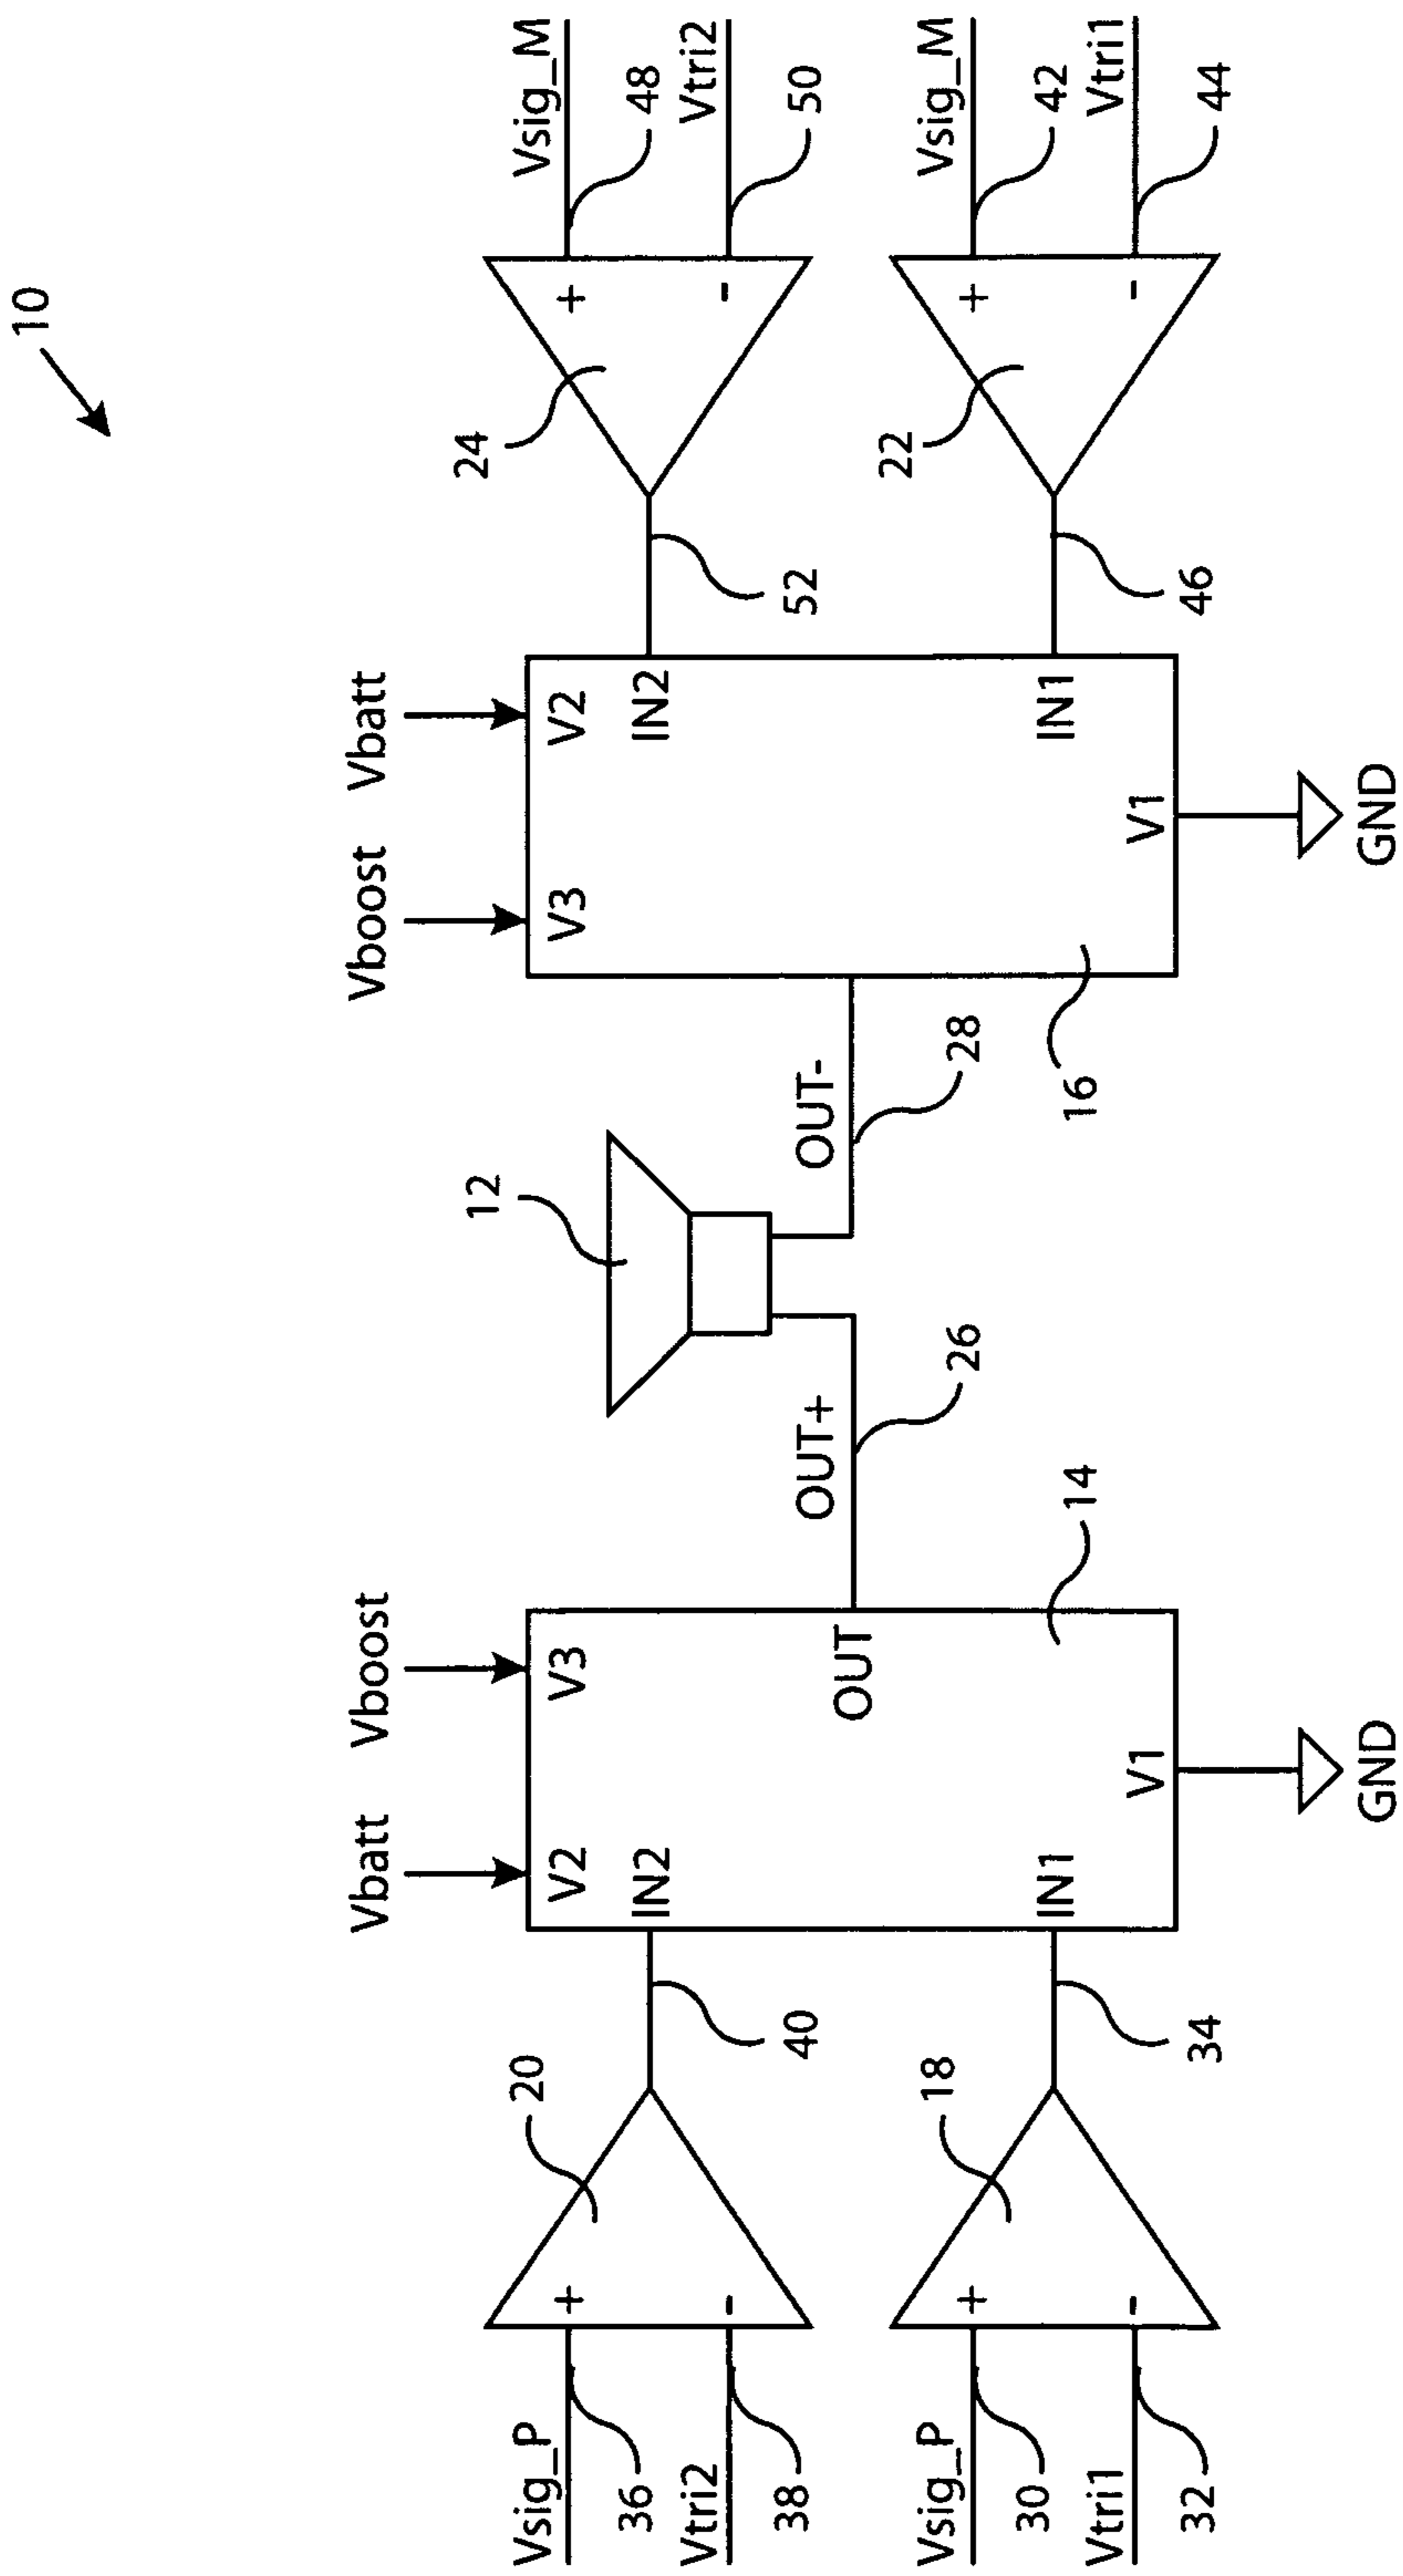 10
Vbatt
Vboost
Vboost
Vbatt
Vsig_P
36
+
20
V2
V3
12
V3
V2
24
+
48
Vsig_M
Vtri2
38
-
40
IN2
IN2
52
-
50
Vtri2
OUT+
OUT-
OUT
26
28
Vsig_P
30
+
18
14
16
22
+
42
Vsig_M
Vtri1
32
-
34
IN1
V1
V1
IN1
46
-
44
Vtri1
GND
GND